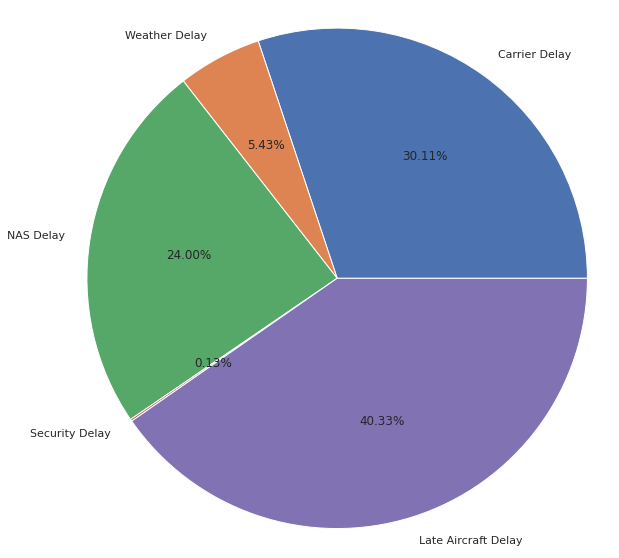 Weather Delay
Carrier Delay
5.43%
30.11%
NAS Delay
24.00%
0.13%
40.33%
Security Delay
Late Aircraft Delay